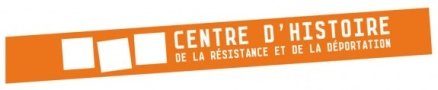 CENTRE D'HISTOIRE
DE LA RÉSISTANCE ET DE LA DÉPORTATION